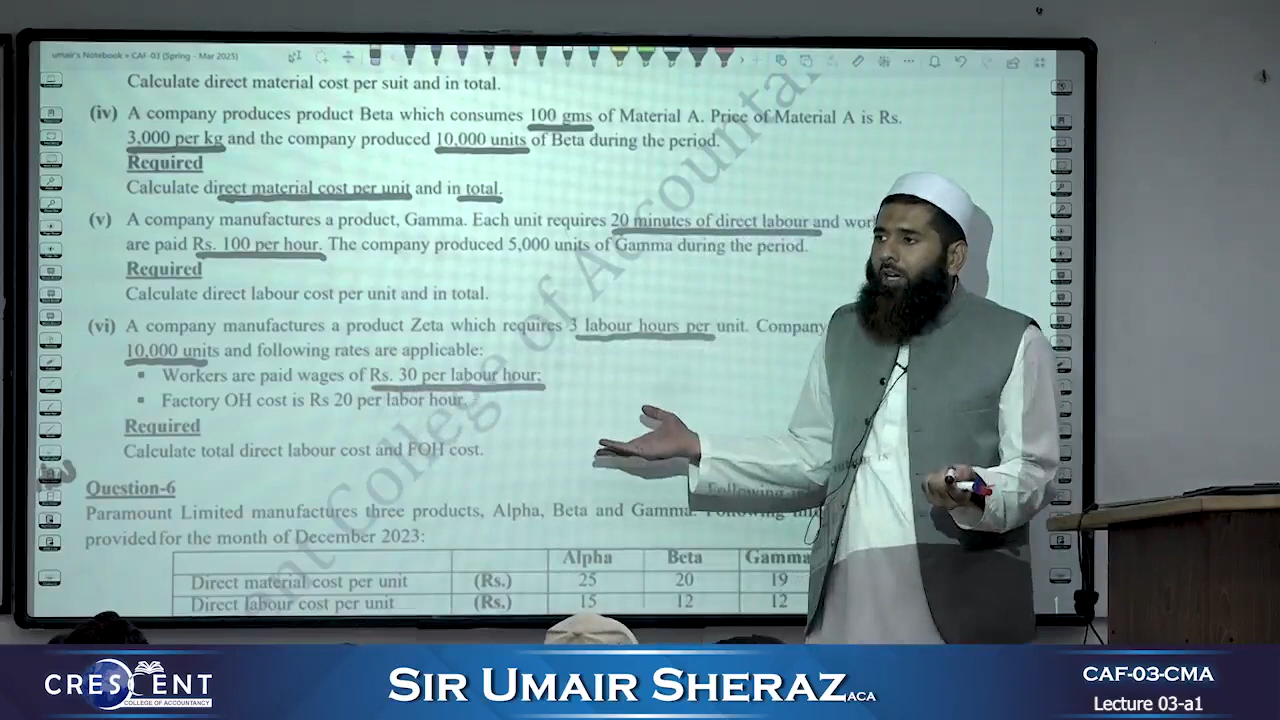 umair's Notebook » CAF-03 (Spring - Mar 2025)
Calculate direct material cost per suit and in total.
(iv) A company produces product Beta which consumes 100 gms of Material A. Price of Material A is Rs.
3,000 per kg and the company produced 10,000 units of Beta during the period.
Required
Calculate direct material cost per unit and in total.
(v) A company manufactures a product, Gamma. Each unit requires 20 minutes of direct labour and
are paid Rs. 100 per hour. The company produced 5,000 units of Gamma during the period.
Required
Calculate direct labour cost per unit and in total.
(vi) A company manufactures a product Zeta which requires 3 labour hours per unit. Company
10,000 units and following rates are applicable:
▪ Workers are paid wages of Rs. 30 per labour hour;
▪ Factory OH cost is Rs 20 per labor hour.
Required
Calculate total direct labour cost and FOH cost.
Question-6
Paramount Limited manufactures three products, Alpha, Beta and Gamma. Following
provided for the month of December 2023:
Alpha Beta Gamma
Direct material cost per unit (Rs.) 25 20 19
Direct labour cost per unit (Rs.) 15 12 12
College of Accountan
1
CRESCENT
COLLEGE OF ACCOUNTANCY
SIR UMAIR SHERAZ, ACA
CAF-03-CMA
Lecture 03-a1